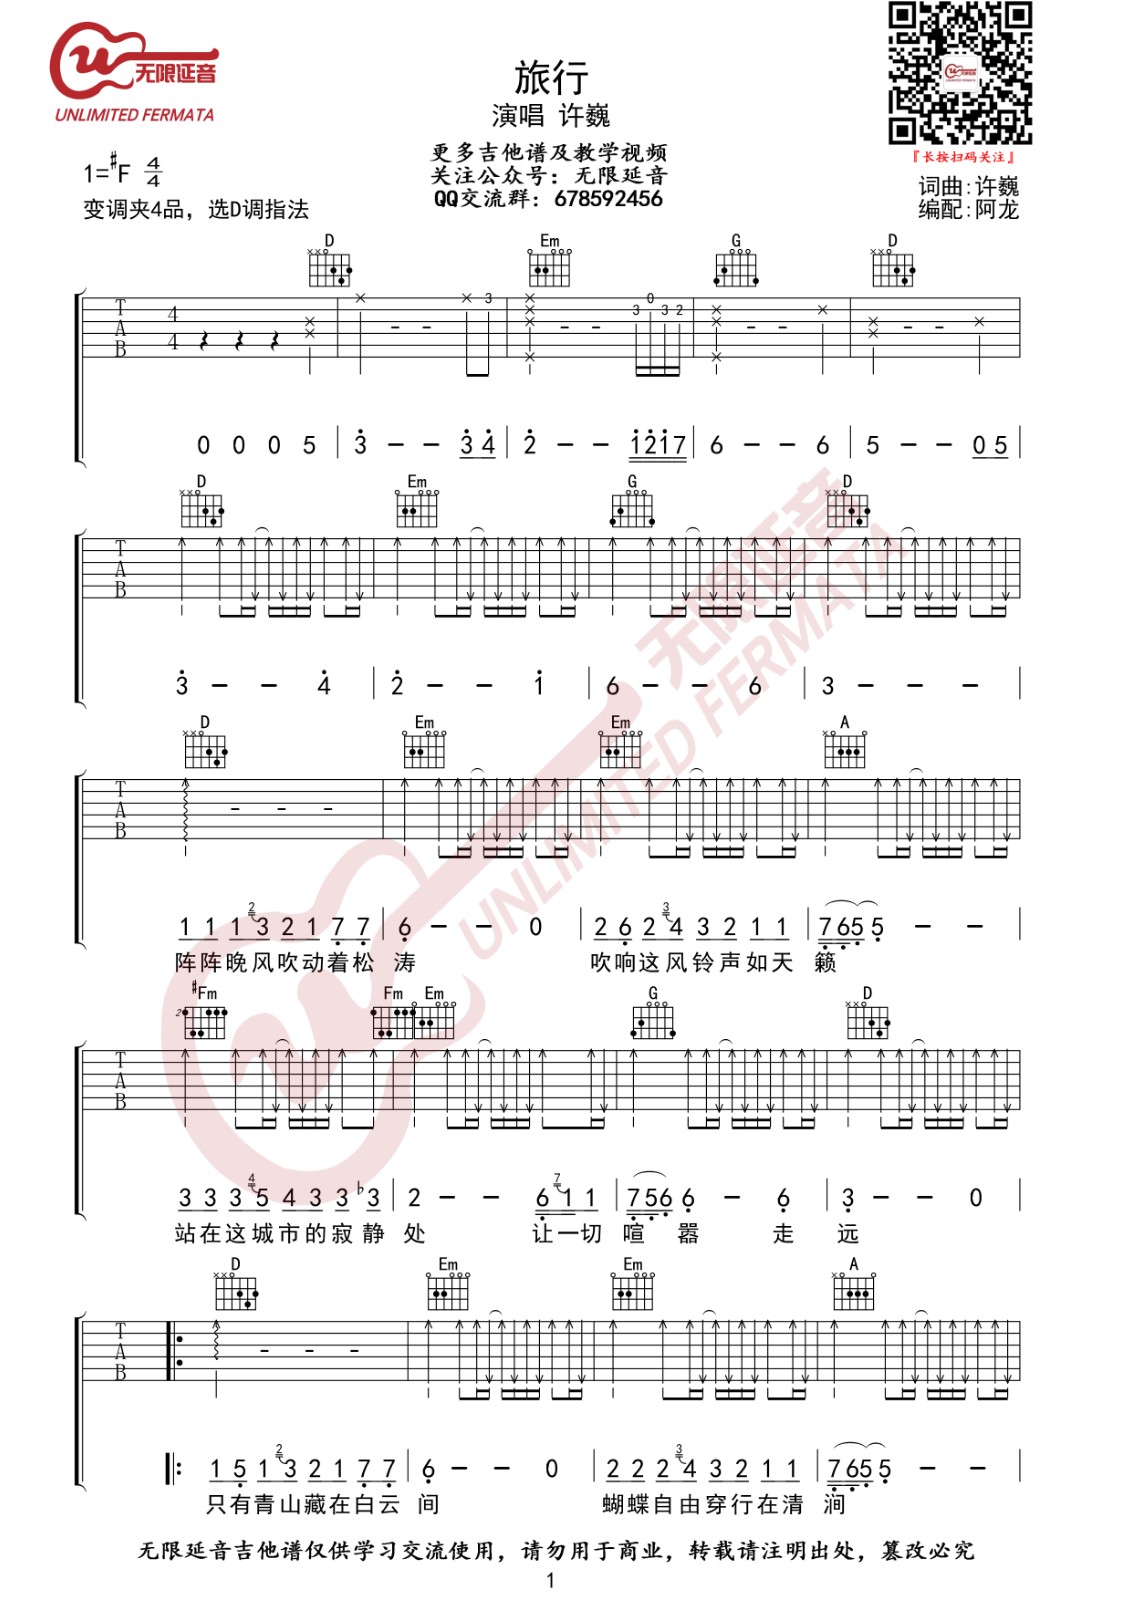 无限延音
UNLIMITED FERMATA
旅行
演唱 许巍
更多吉他谱及教学视频
关注公众号：无限延音
QQ交流群：678592456
『长按扫码关注』
1=#F 4/4
变调夹4品，选D调指法
词曲:许巍
编配:阿龙
D Em G D
0 0 0 5 | 3 - - 3 4 | 2 - - 1 2 1 7 | 6 - - 6 | 5 - - 0 5 |
D Em G D
3 - - 4 | 2 - - 1 | 6 - - 6 | 3 - - - |
D Em Em A
1 1 1 2 3 2 1 7 7 | 6 - - 0 | 2 6 2 3 4 3 2 1 1 | 7 6 5 5 - - |
阵阵晚风吹动着松 涛 吹响这风铃声如天 籁
#Fm Fm Em G D
3 3 3 4 5 4 3 3 b3 | 2 - - 6 7 1 1 | 7 5 6 6 - 6 | 3 - - 0 |
站在这城市的寂静 处 让一切 喧 嚣 走 远
D Em Em A
1 5 1 2 3 2 1 7 7 | 6 - - 0 | 2 2 2 3 4 3 2 1 1 | 7 6 5 5 - - |
只有青山藏在白云 间 蝴蝶自由穿行在清 涧
无限延音吉他谱仅供学习交流使用，请勿用于商业，转载请注明出处，篡改必究
1